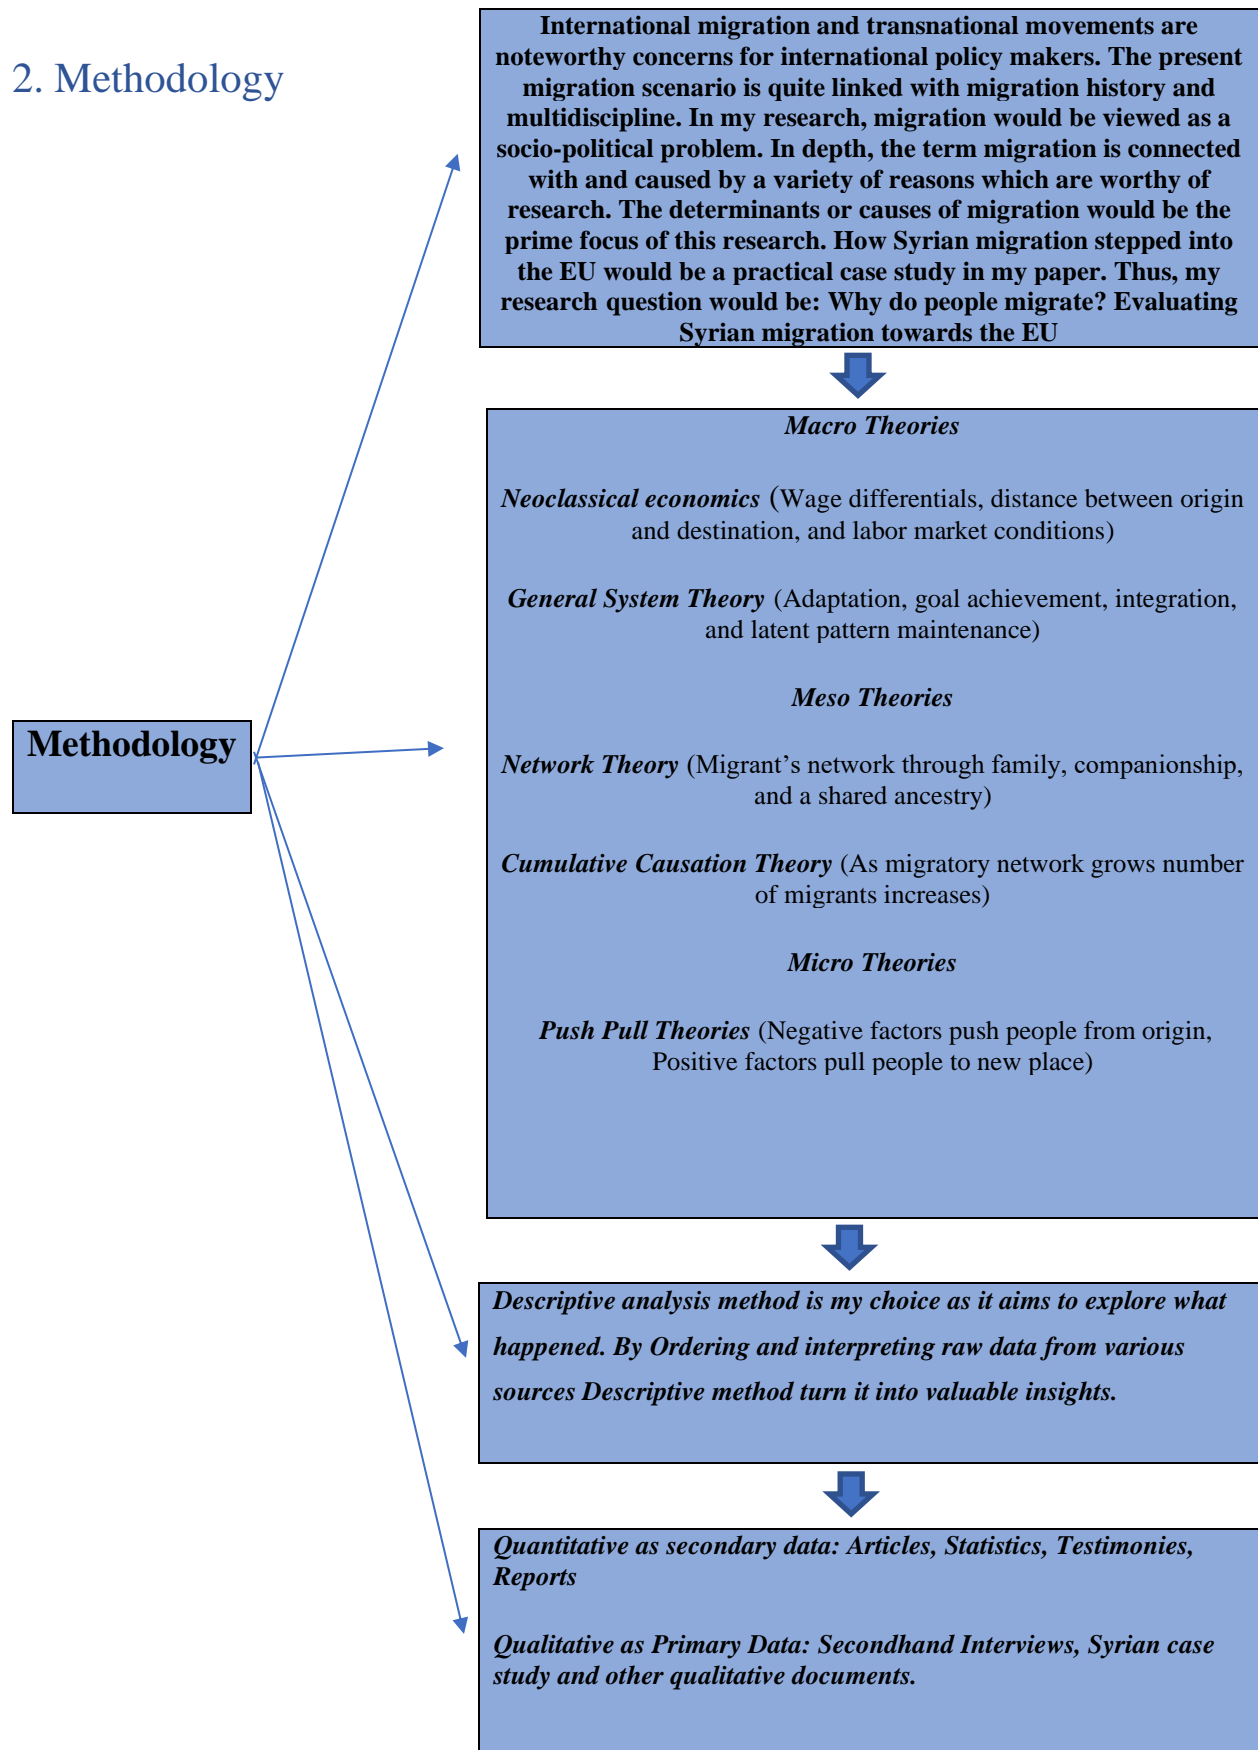 2. Methodology
International migration and transnational movements are
noteworthy concerns for international policy makers. The present
migration scenario is quite linked with migration history and
multidiscipline. In my research, migration would be viewed as a
socio-political problem. In depth, the term migration is connected
with and caused by a variety of reasons which are worthy of
research. The determinants or causes of migration would be the
prime focus of this research. How Syrian migration stepped into
the EU would be a practical case study in my paper. Thus, my
research question would be: Why do people migrate? Evaluating
Syrian migration towards the EU
Methodology
Macro Theories
Neoclassical economics (Wage differentials, distance between origin
and destination, and labor market conditions)
General System Theory (Adaptation, goal achievement, integration,
and latent pattern maintenance)
Meso Theories
Network Theory (Migrant’s network through family, companionship,
and a shared ancestry)
Cumulative Causation Theory (As migratory network grows number
of migrants increases)
Micro Theories
Push Pull Theories (Negative factors push people from origin,
Positive factors pull people to new place)
Descriptive analysis method is my choice as it aims to explore what
happened. By Ordering and interpreting raw data from various
sources Descriptive method turn it into valuable insights.
Quantitative as secondary data: Articles, Statistics, Testimonies,
Reports
Qualitative as Primary Data: Secondhand Interviews, Syrian case
study and other qualitative documents.